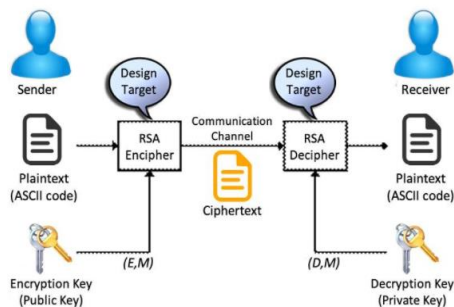 Design
Target
Design
Target
Sender
Receiver
Communication
Channel
RSA
Encipher
RSA
Decipher
Plaintext
(ASCII code)
Ciphertext
Plaintext
(ASCII code)
(E,M)
(D,M)
Encryption Key
(Public Key)
Decryption Key
(Private Key)